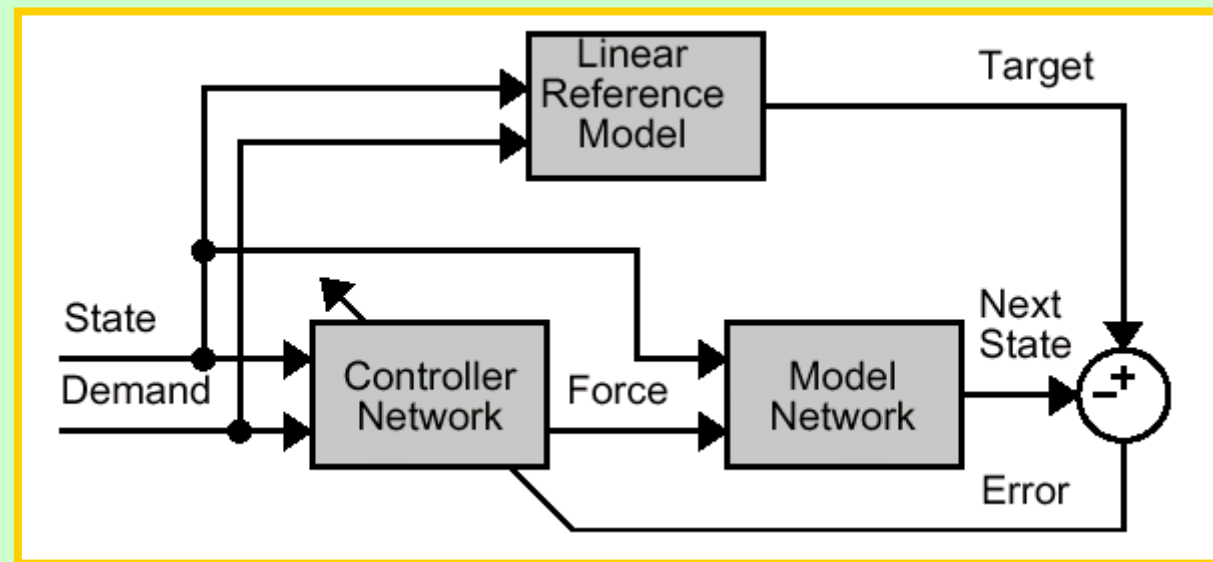 Linear
Reference
Model
Target
State
Demand
Controller
Network
Force
Model
Network
Next
State
+
−
Error